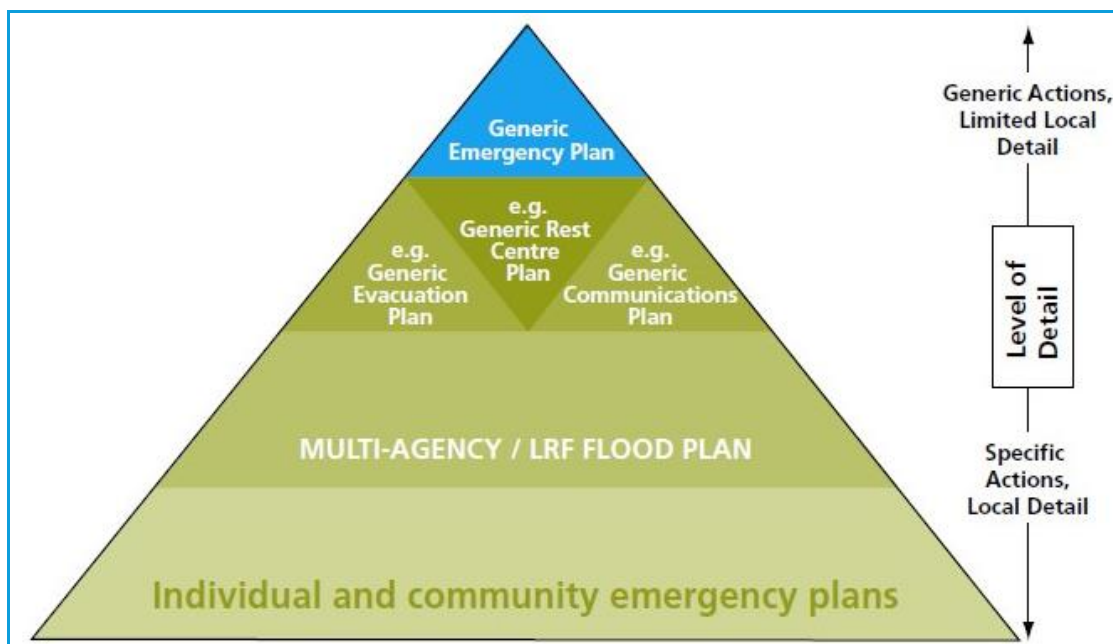 Generic
Emergency Plan
e.g.
Generic Rest
Centre
Plan
e.g.
Generic
Evacuation
Plan
e.g.
Generic
Communications
Plan
MULTI-AGENCY / LRF FLOOD PLAN
Individual and community emergency plans
Generic Actions,
Limited Local
Detail
Level of
Detail
Specific
Actions,
Local Detail